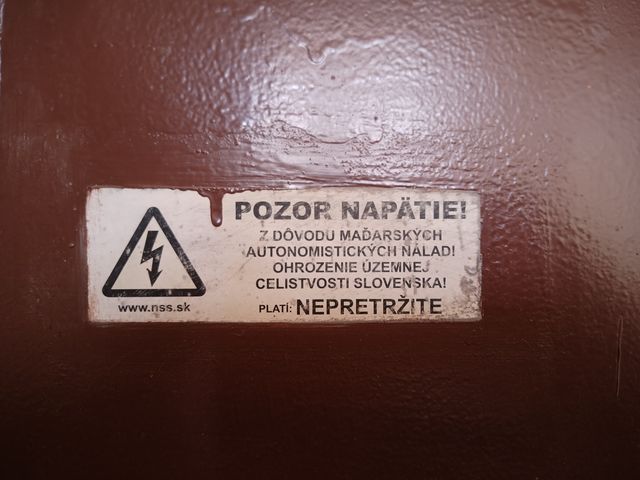 POZOR NAPÄTIE!
Z DÔVODU MAĎARSKÝCH
AUTONOMISTICKÝCH NÁLAD!
OHROZENIE ÚZEMNEJ
CELISTVOSTI SLOVENSKA!
PLATÍ: NEPRETRŽITE
www.nss.sk